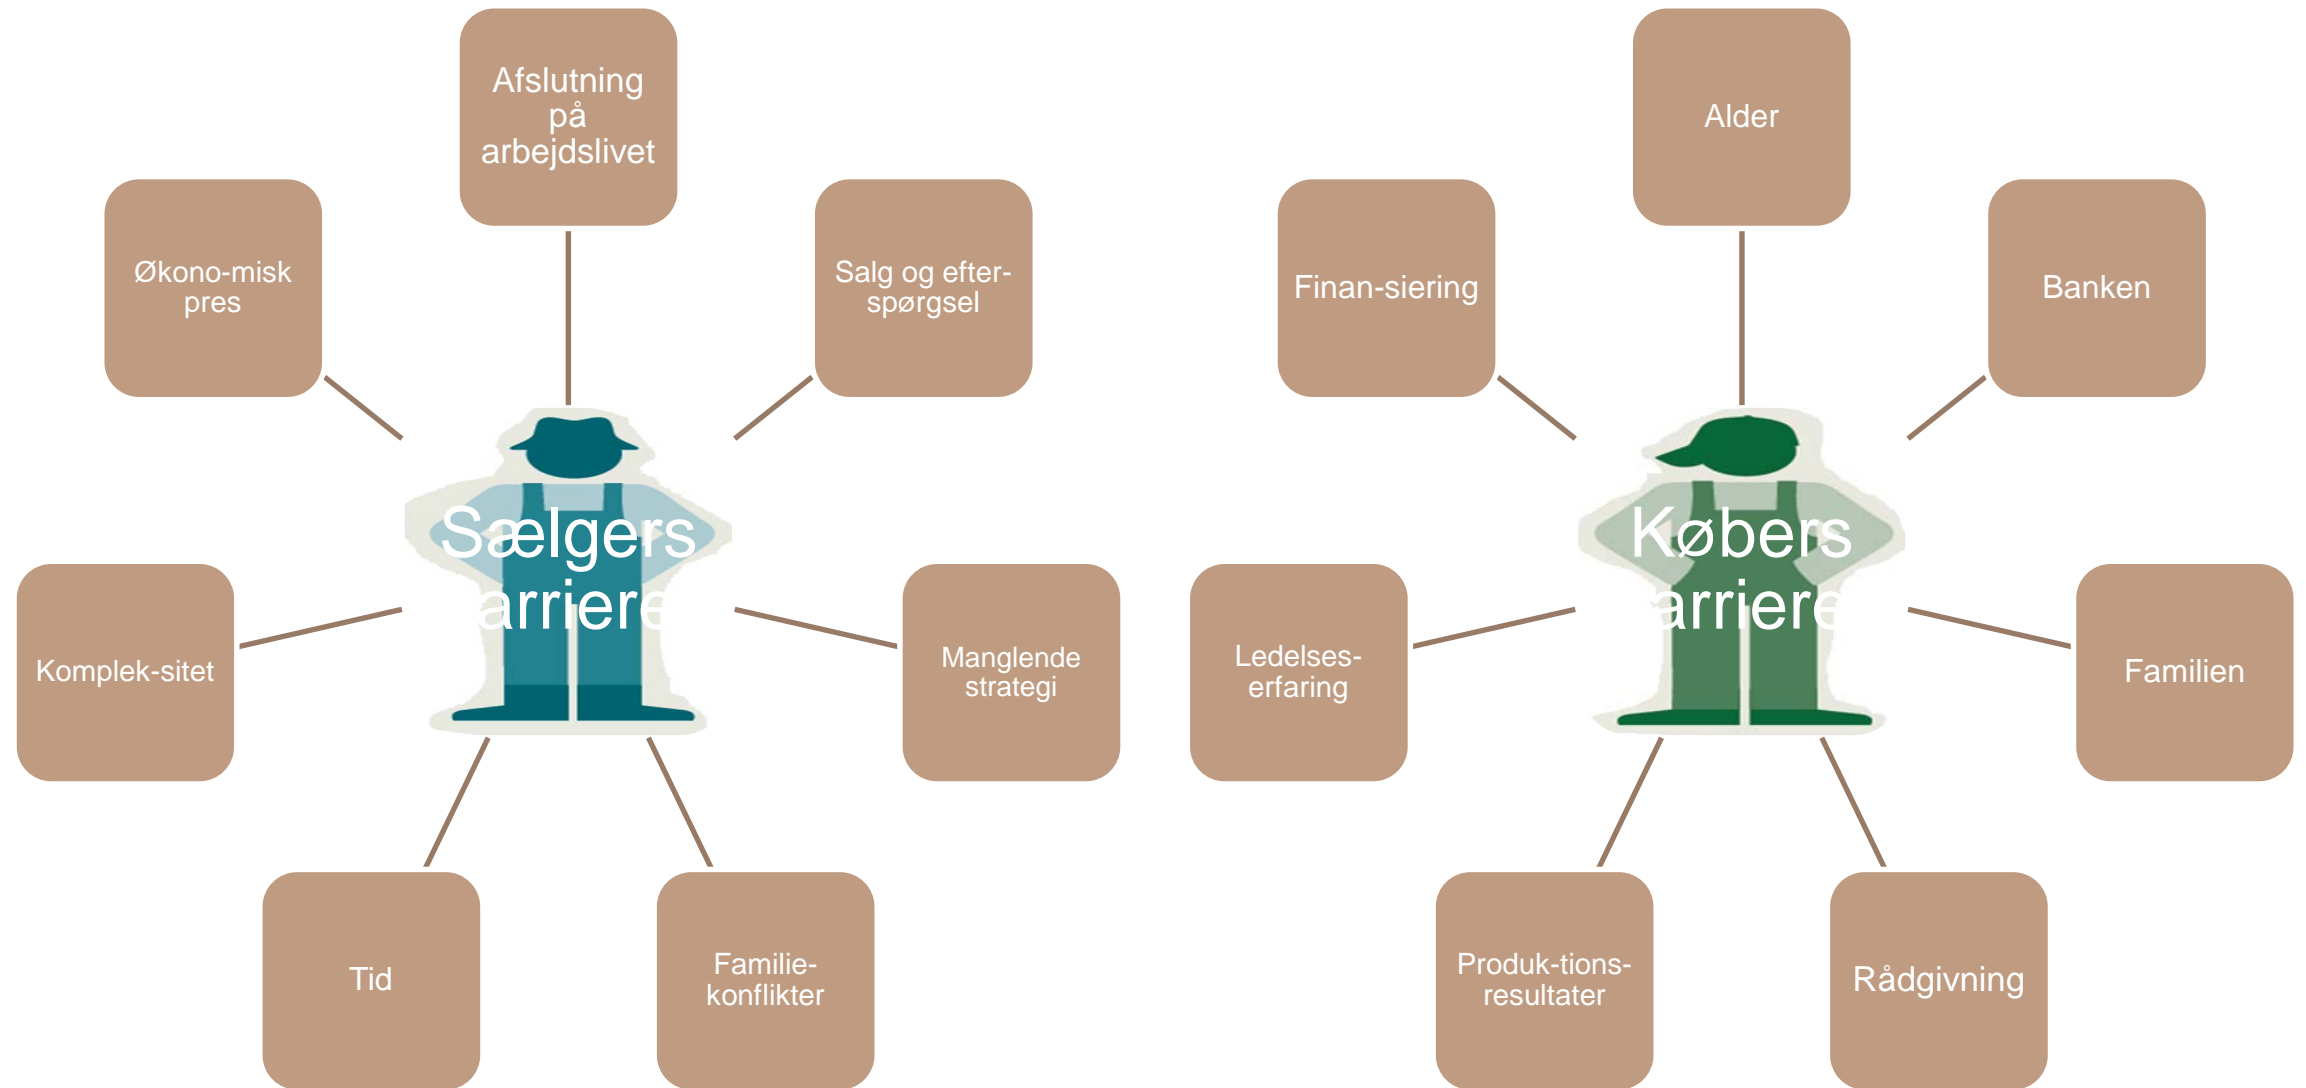 Afslutning
på
arbejdslivet
Salg og efter-
spørgsel
Manglende
strategi
Familie-
konflikter
Tid
Komplek-sitet
Økono-misk
pres
Sælgers
arriere
Alder
Banken
Familien
Rådgivning
Produk-tions-
resultater
Ledelses-
erfaring
Finan-siering
Købers
arriere